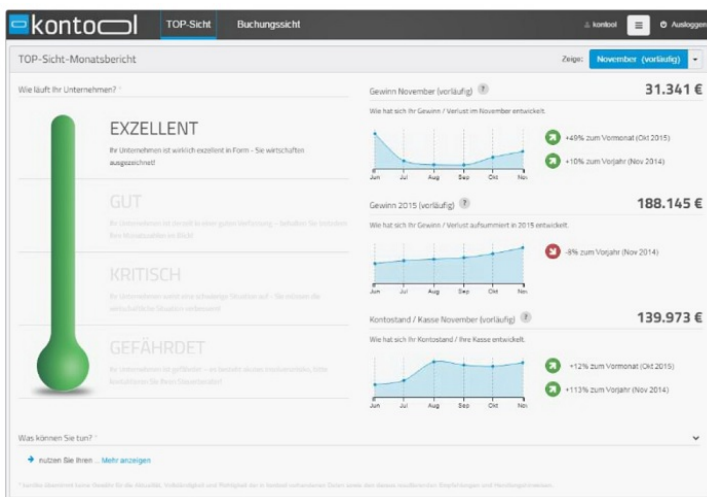 kontool TOP-Sicht Buchungssicht kontool Ausloggen
TOP-Sicht-Monatsbericht Zeige: November (vorläufig)
Wie läuft Ihr Unternehmen?
EXZELLENT
Ihr Unternehmen ist wirklich exzellent in Form – Sie wirtschaften
ausgezeichnet!
GUT
KRITISCH
GEFÄHRDET
Gewinn November (vorläufig) ? 31.341 €
Wie hat sich Ihr Gewinn / Verlust im November entwickelt.
+49% zum Vormonat (Okt 2015)
+10% zum Vorjahr (Nov 2014)
Jun Jul Aug Sep Okt Nov
Gewinn 2015 (vorläufig) ? 188.145 €
Wie hat sich Ihr Gewinn / Verlust aufsummiert in 2015 entwickelt.
-8% zum Vorjahr (Nov 2014)
Jun Jul Aug Sep Okt Nov
Kontostand / Kasse November (vorläufig) ? 139.973 €
Wie hat sich Ihr Kontostand / Ihre Kasse entwickelt.
+12% zum Vormonat (Okt 2015)
+113% zum Vorjahr (Nov 2014)
Jun Jul Aug Sep Okt Nov
Was können Sie tun?
nutzen Sie Ihren ... Mehr anzeigen